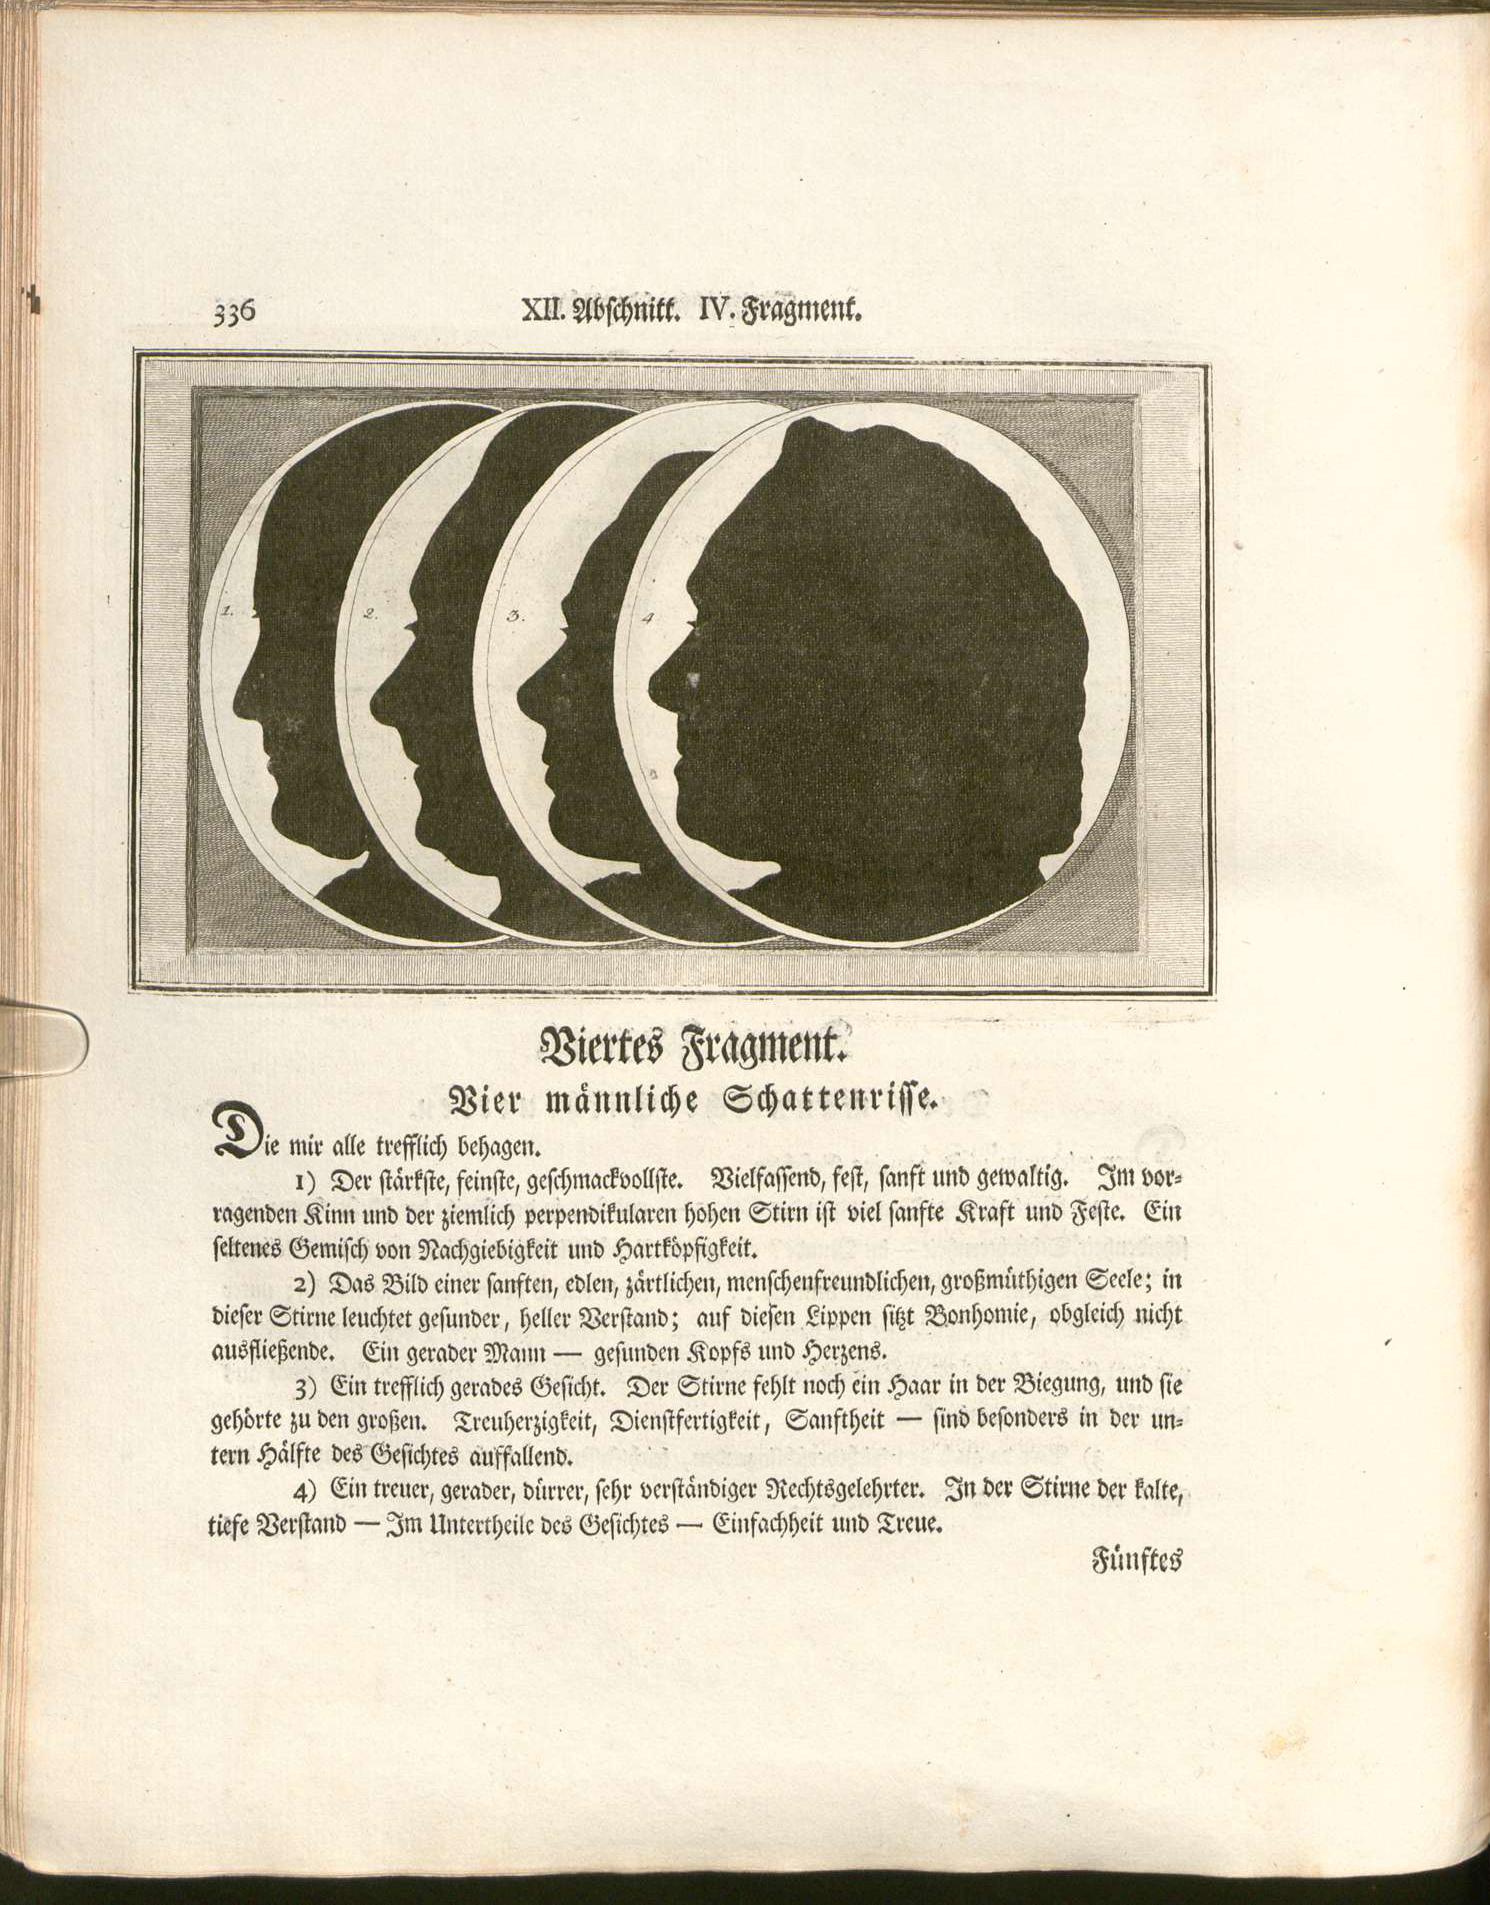 336
XII. Abschnitt. IV. Fragment.
1.
2.
3.
4
Viertes Fragment.
Vier männliche Schattenrisse.
Die mir alle trefflich behagen.
1) Der stärkste, feinste, geschmackvollste. Vielfassend, fest, sanft und gewaltig. Im vor-
ragenden Kinn und der ziemlich perpendikularen hohen Stirn ist viel sanfte Kraft und Feste. Ein
seltenes Gemisch von Nachgiebigkeit und Hartköpfigkeit.
2) Das Bild einer sanften, edlen, zärtlichen, menschenfreundlichen, großmüthigen Seele; in
dieser Stirne leuchtet gesunder, heller Verstand; auf diesen Lippen sitzt Bonhomie, obgleich nicht
ausfließende. Ein gerader Mann — gesunden Kopfs und Herzens.
3) Ein trefflich gerades Gesicht. Der Stirne fehlt noch ein Haar in der Biegung, und sie
gehörte zu den großen. Treuherzigkeit, Dienstfertigkeit, Sanftheit — sind besonders in der un-
tern Hälfte des Gesichtes auffallend.
4) Ein treuer, gerader, dürrer, sehr verständiger Rechtsgelehrter. In der Stirne der kalte,
tiefe Verstand — Im Untertheile des Gesichtes — Einfachheit und Treue.
Fünftes